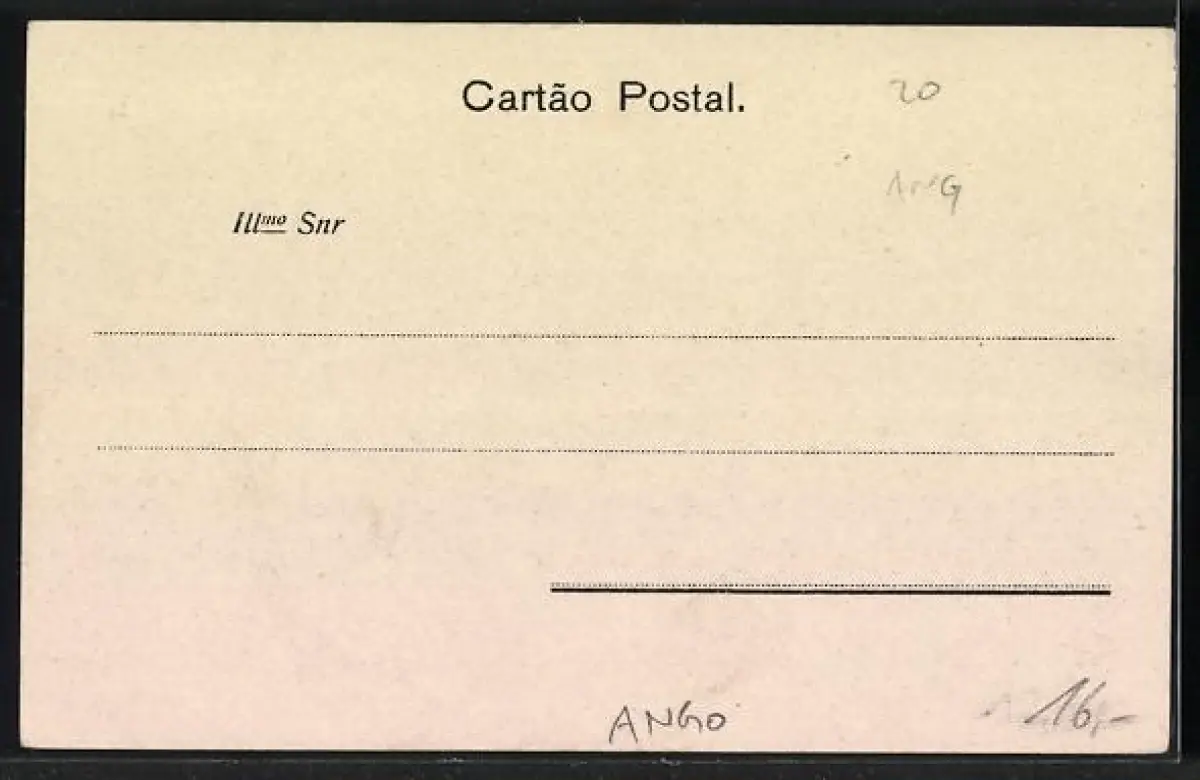 Cartão Postal.
20
Illmo Snr
ANGO
16,-